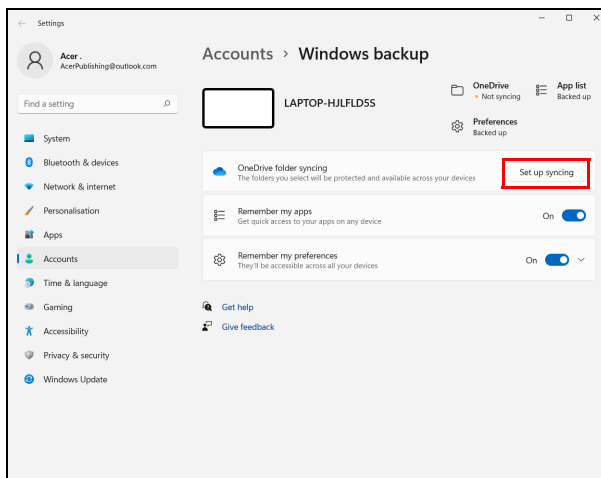 Settings
Acer .
AcerPublishing@outlook.com
Find a setting
System
Bluetooth & devices
Network & internet
Personalisation
Apps
Accounts
Time & language
Gaming
Accessibility
Privacy & security
Windows Update
Accounts > Windows backup
LAPTOP-HJLFLD5S
OneDrive
• Not syncing
App list
Backed up
Preferences
Backed up
OneDrive folder syncing
The folders you select will be protected and available across your devices
Set up syncing
Remember my apps
Get quick access to your apps on any device
On
Remember my preferences
They'll be accessible across all your devices
On
Get help
Give feedback